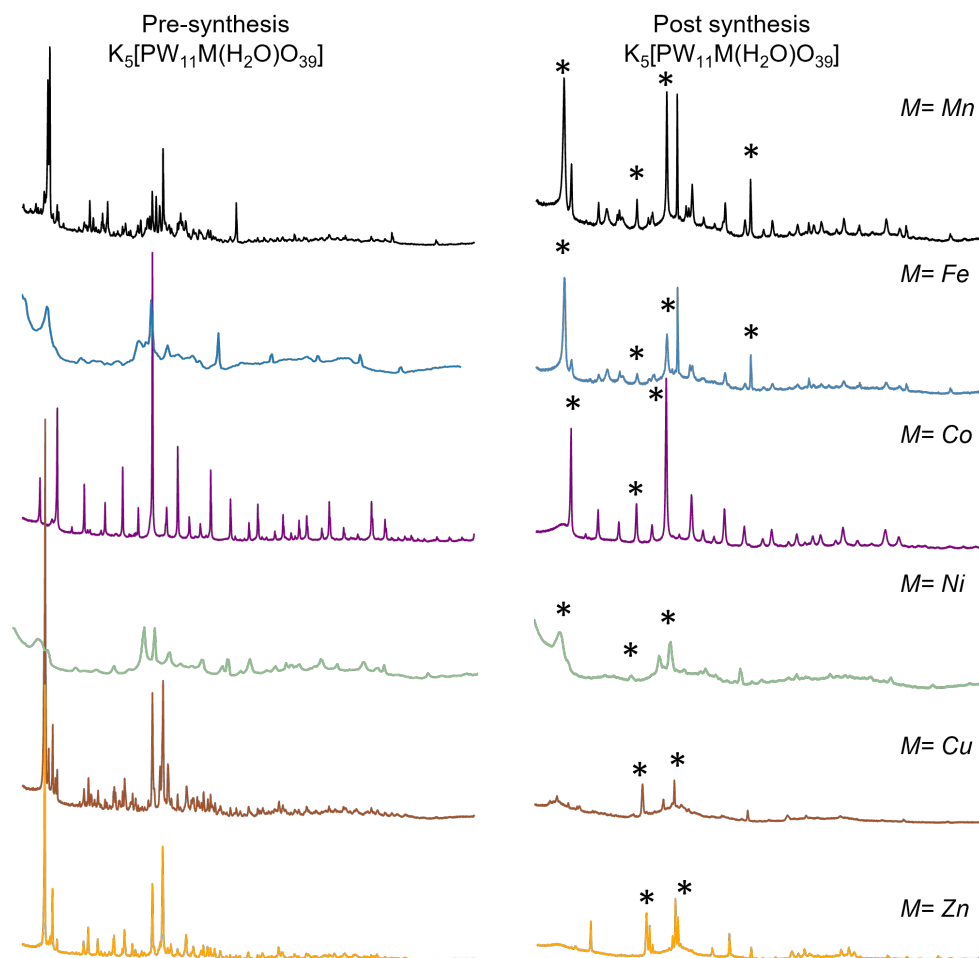 Pre-synthesis
K₅[PW₁₁M(H₂O)O₃₉]
Post synthesis
K₅[PW₁₁M(H₂O)O₃₉]
* *
M= Mn
* *
M= Fe
*
* * *
M= Co
* *
*
M= Ni
* *
*
M= Cu
* *
M= Zn
* *